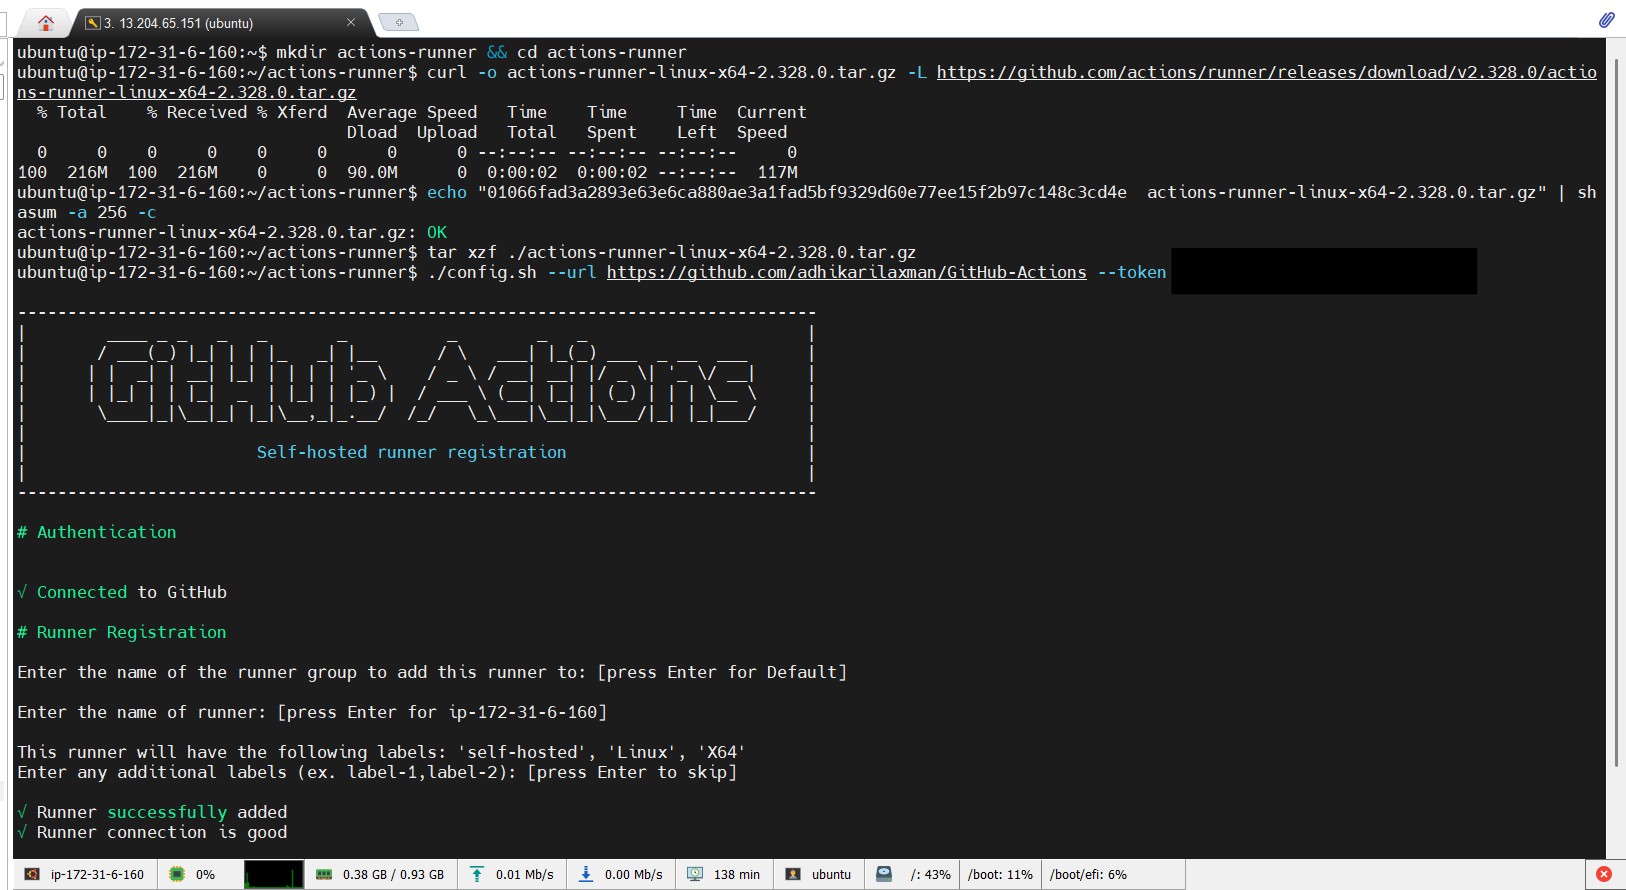 3. 13.204.65.151 (ubuntu)
ubuntu@ip-172-31-6-160:~$ mkdir actions-runner && cd actions-runner
ubuntu@ip-172-31-6-160:~/actions-runner$ curl -o actions-runner-linux-x64-2.328.0.tar.gz -L https://github.com/actions/runner/releases/download/v2.328.0/actio
ns-runner-linux-x64-2.328.0.tar.gz
% Total % Received % Xferd Average Speed Time Time Time Current
Dload Upload Total Spent Left Speed
0 0 0 0 0 0 0 0 --:--:-- --:--:-- --:--:-- 0
100 216M 100 216M 0 0 90.0M 0 0:00:02 0:00:02 --:--:-- 117M
ubuntu@ip-172-31-6-160:~/actions-runner$ echo "01066fad3a2893e63e6ca880ae3a1fad5bf9329d60e77ee15f2b97c148c3cd4e  actions-runner-linux-x64-2.328.0.tar.gz" | sh
asum -a 256 -c
actions-runner-linux-x64-2.328.0.tar.gz: OK
ubuntu@ip-172-31-6-160:~/actions-runner$ tar xzf ./actions-runner-linux-x64-2.328.0.tar.gz
ubuntu@ip-172-31-6-160:~/actions-runner$ ./config.sh --url https://github.com/adhikarilaxman/GitHub-Actions --token
GitHub Actions
Self-hosted runner registration
# Authentication
√ Connected to GitHub
# Runner Registration
Enter the name of the runner group to add this runner to: [press Enter for Default]
Enter the name of runner: [press Enter for ip-172-31-6-160]
This runner will have the following labels: 'self-hosted', 'Linux', 'X64'
Enter any additional labels (ex. label-1,label-2): [press Enter to skip]
√ Runner successfully added
√ Runner connection is good
ip-172-31-6-160 0% 0.38 GB / 0.93 GB 0.01 Mb/s 0.00 Mb/s 138 min ubuntu /: 43% /boot: 11% /boot/efi: 6%